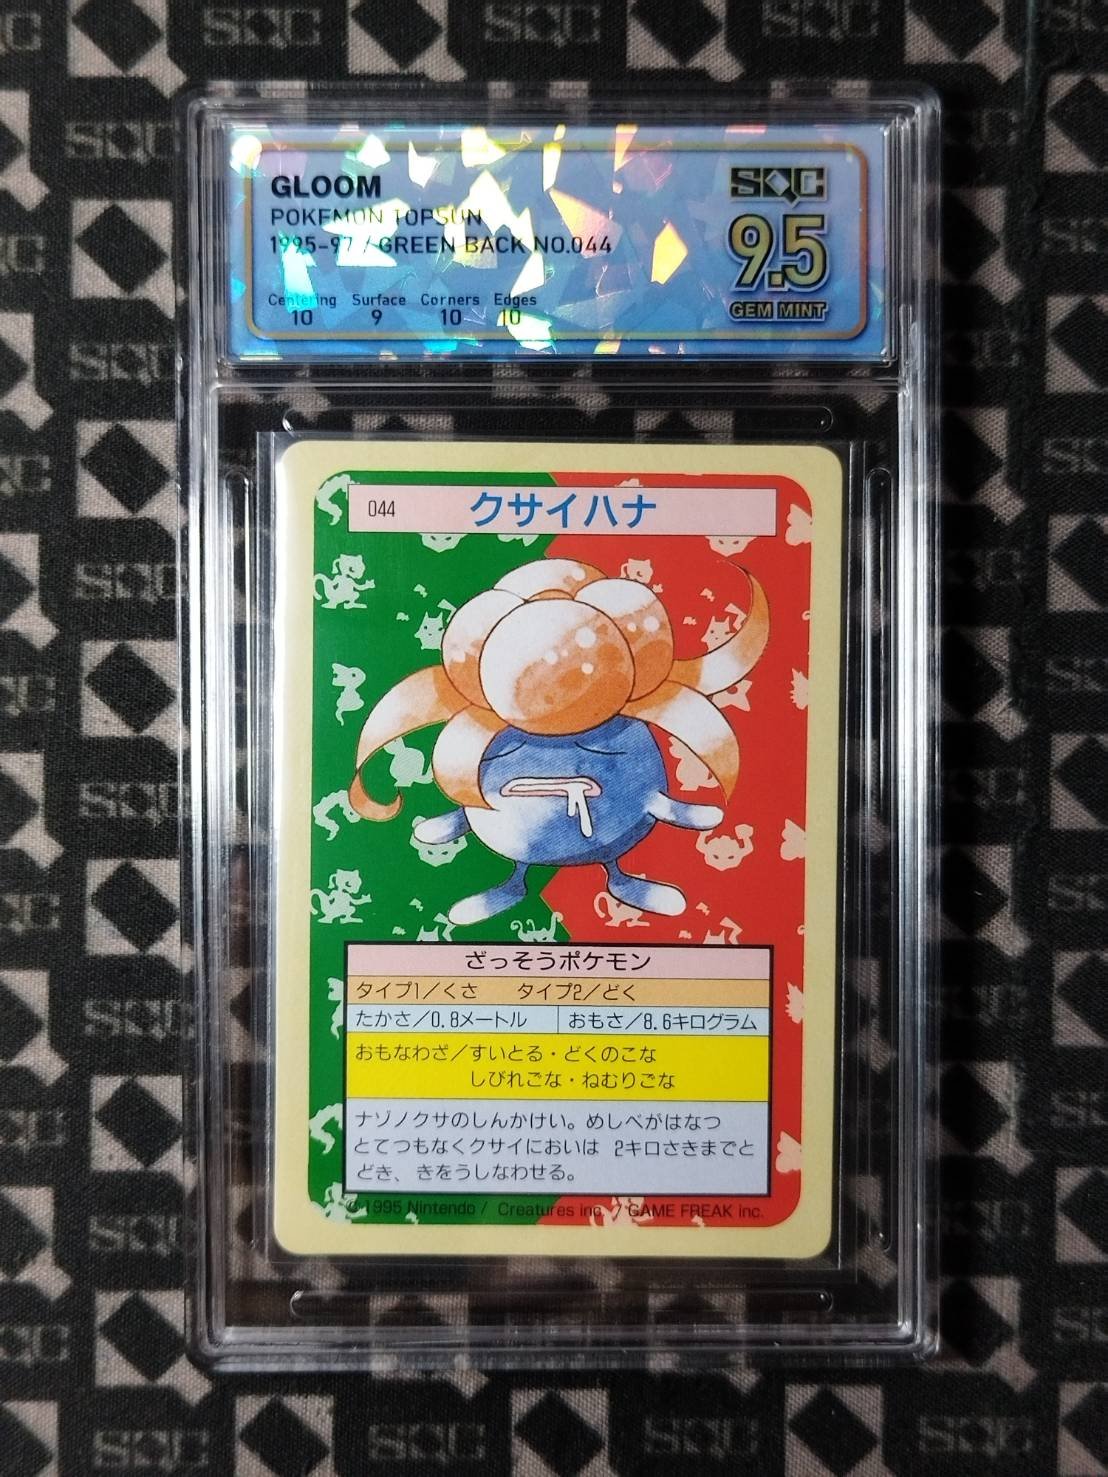 GLOOM
POKEMON TOPSUN
1995-97 / GREEN BACK NO.044
Centering Surface Corners Edges
10 9 10 10
SQC
9.5
GEM MINT
044 クサイハナ
ざっそうポケモン
タイプ1/くさ タイプ2/どく
たかさ/0.8メートル おもさ/8.6キログラム
おもなわざ/すいとる・どくのこな
しびれごな・ねむりごな
ナゾノクサのしんかけい。めしべがはなつ
とてつもなくクサイにおいは 2キロさきまでと
どき、きをうしなわせる。
©1995 Nintendo / Creatures inc. / GAME FREAK inc.